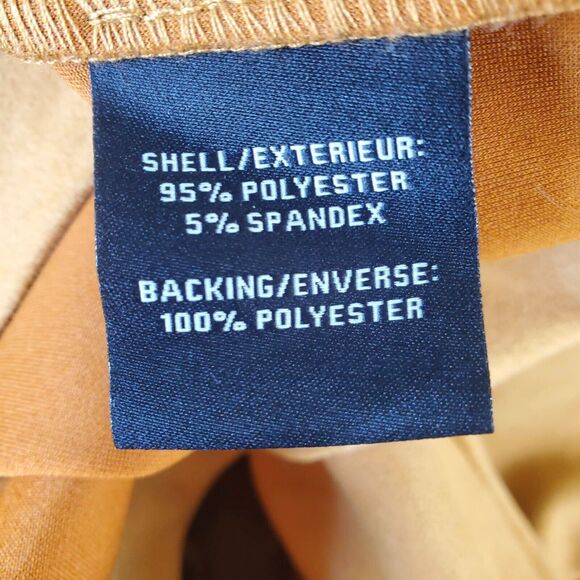 SHELL/EXTERIEUR:
95% POLYESTER
5% SPANDEX
BACKING/ENVERSE:
100% POLYESTER